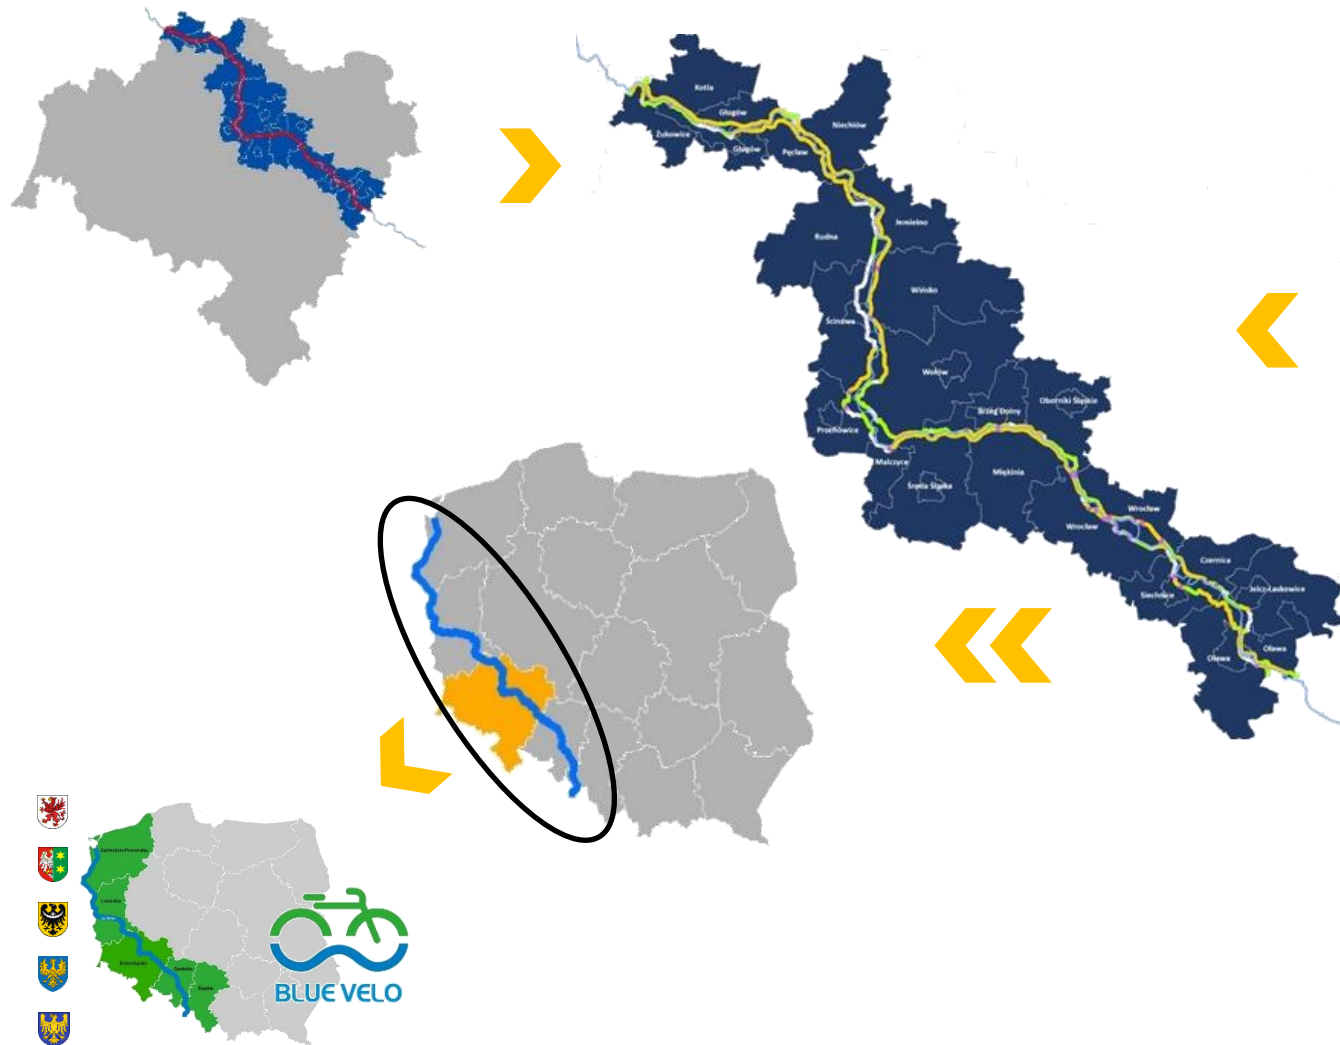 Kotla
Głogów
Niechlów
Żukowice
Głogów
Pęcław
Jemielno
Rudna
Wińsko
Ścinawa
Wołów
Brzeg Dolny
Oborniki Śląskie
Prochowice
Malczyce
Miękinia
Środa Śląska
Wrocław
Wrocław
Czernica
Jelcz-Laskowice
Siechnice
Oława
Oława
Zachodnio-Pomorskie
Lubuskie
Dolnośląskie
Opolskie
Śląskie
BLUE VELO